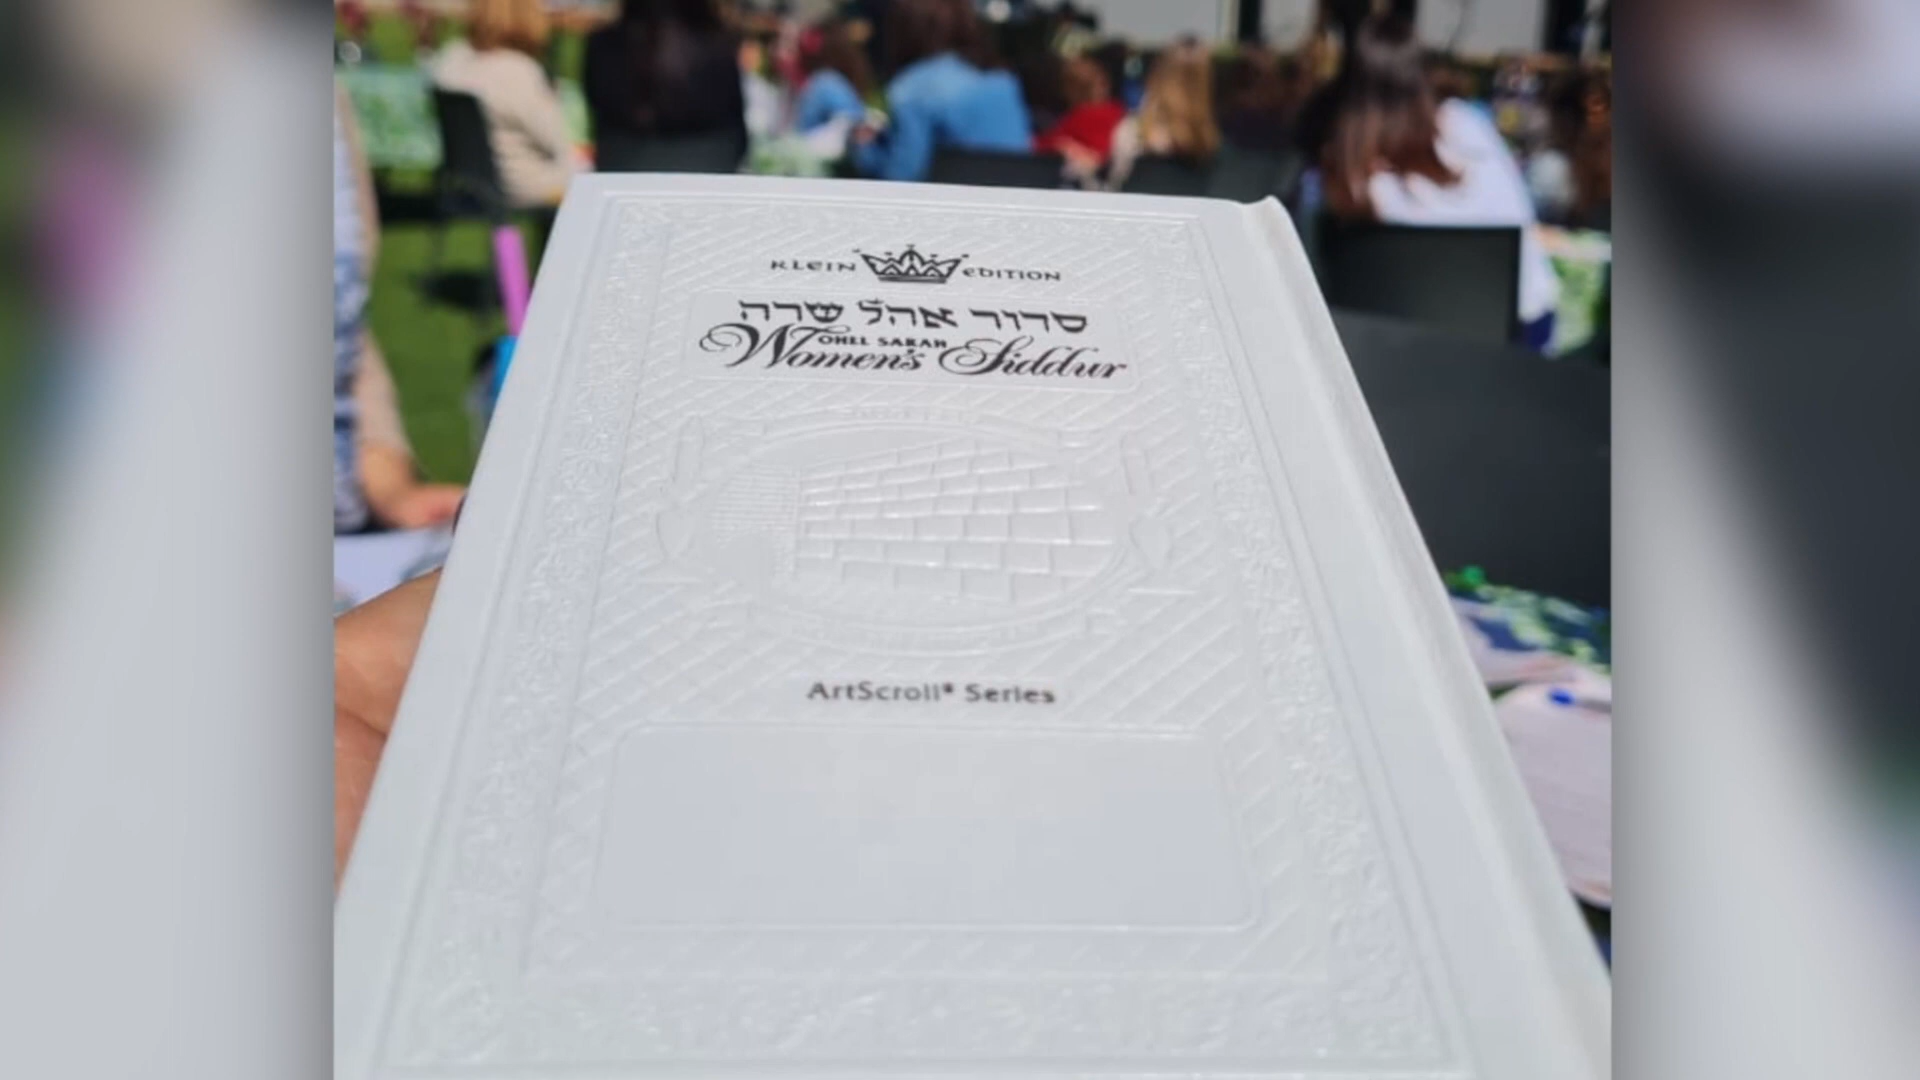 KLEIN EDITION
סדור אהל שרה
OHEL SARAH
Women's Siddur
ArtScroll® Series